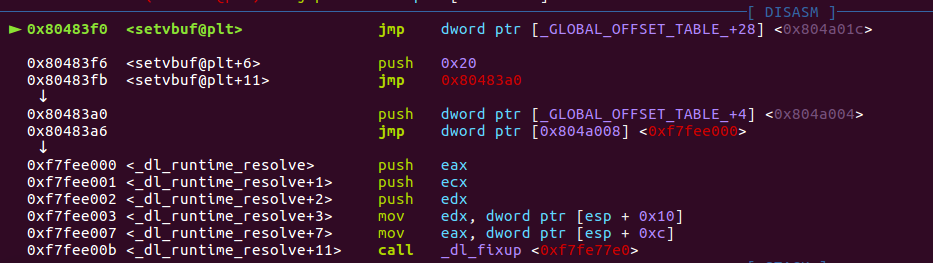 [ DISASM ]
► 0x80483f0 <setvbuf@plt> jmp dword ptr [_GLOBAL_OFFSET_TABLE_+28] <0x804a01c>
0x80483f6 <setvbuf@plt+6> push 0x20
0x80483fb <setvbuf@plt+11> jmp 0x80483a0
↓
0x80483a0 push dword ptr [_GLOBAL_OFFSET_TABLE_+4] <0x804a004>
0x80483a6 jmp dword ptr [0x804a008] <0xf7fee000>
↓
0xf7fee000 <_dl_runtime_resolve> push eax
0xf7fee001 <_dl_runtime_resolve+1> push ecx
0xf7fee002 <_dl_runtime_resolve+2> push edx
0xf7fee003 <_dl_runtime_resolve+3> mov edx, dword ptr [esp + 0x10]
0xf7fee007 <_dl_runtime_resolve+7> mov eax, dword ptr [esp + 0xc]
0xf7fee00b <_dl_runtime_resolve+11> call _dl_fixup <0xf7fe77e0>